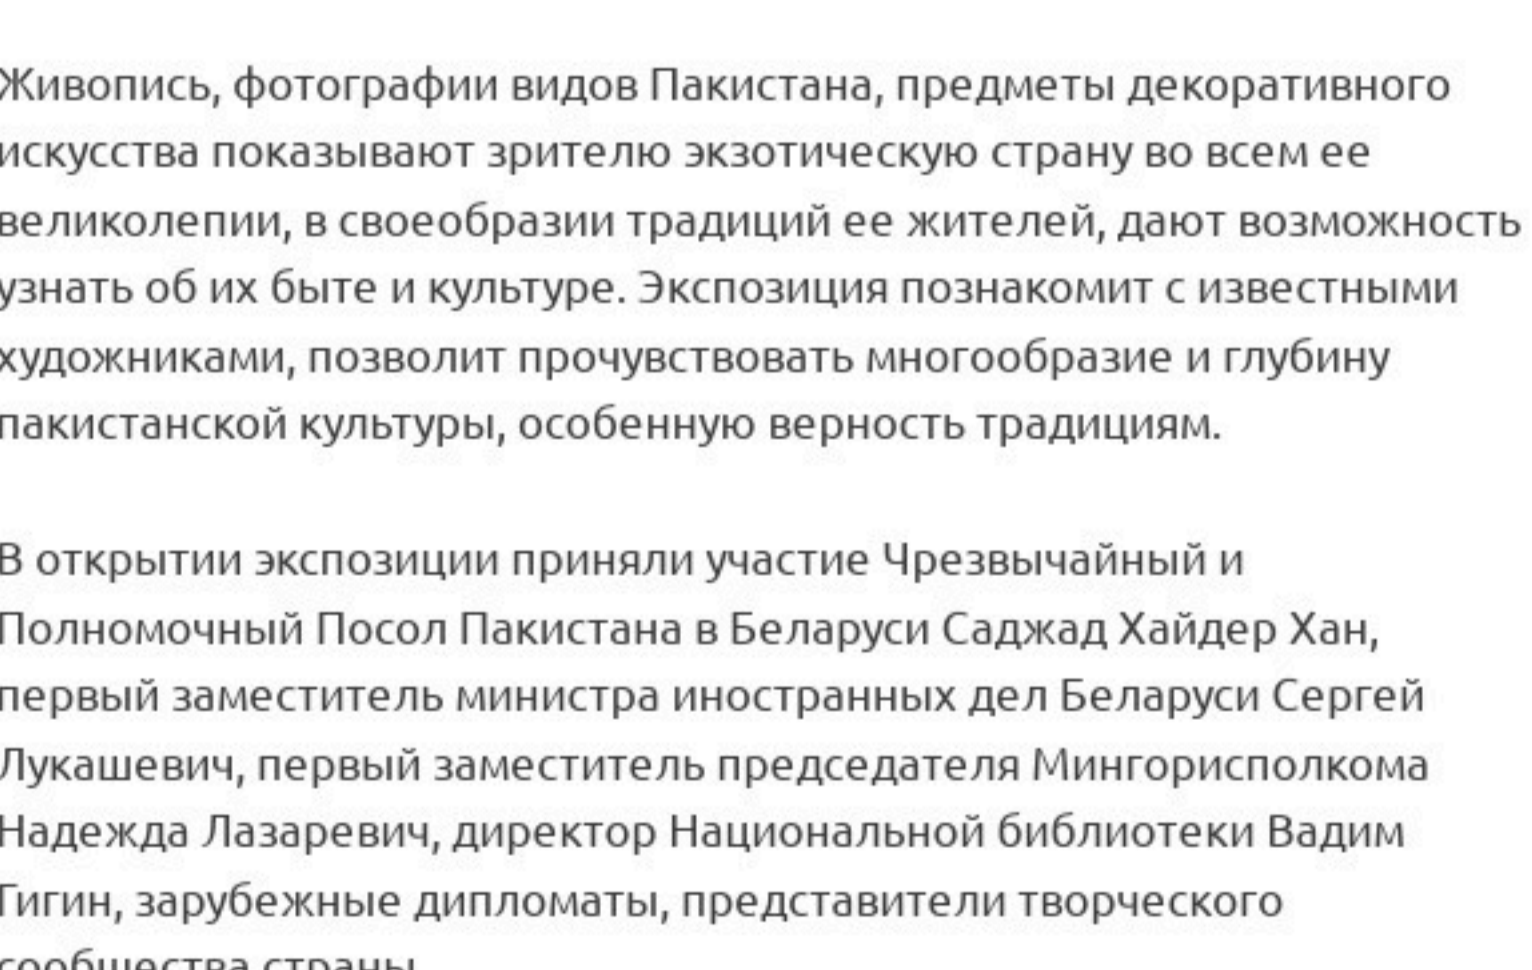 Живопись, фотографии видов Пакистана, предметы декоративного
искусства показывают зрителю экзотическую страну во всем ее
великолепии, в своеобразии традиций ее жителей, дают возможность
узнать об их быте и культуре. Экспозиция познакомит с известными
художниками, позволит прочувствовать многообразие и глубину
пакистанской культуры, особенную верность традициям.
В открытии экспозиции приняли участие Чрезвычайный и
Полномочный Посол Пакистана в Беларуси Саджад Хайдер Хан,
первый заместитель министра иностранных дел Беларуси Сергей
Лукашевич, первый заместитель председателя Мингорисполкома
Надежда Лазаревич, директор Национальной библиотеки Вадим
Гигин, зарубежные дипломаты, представители творческого
сообщества страны